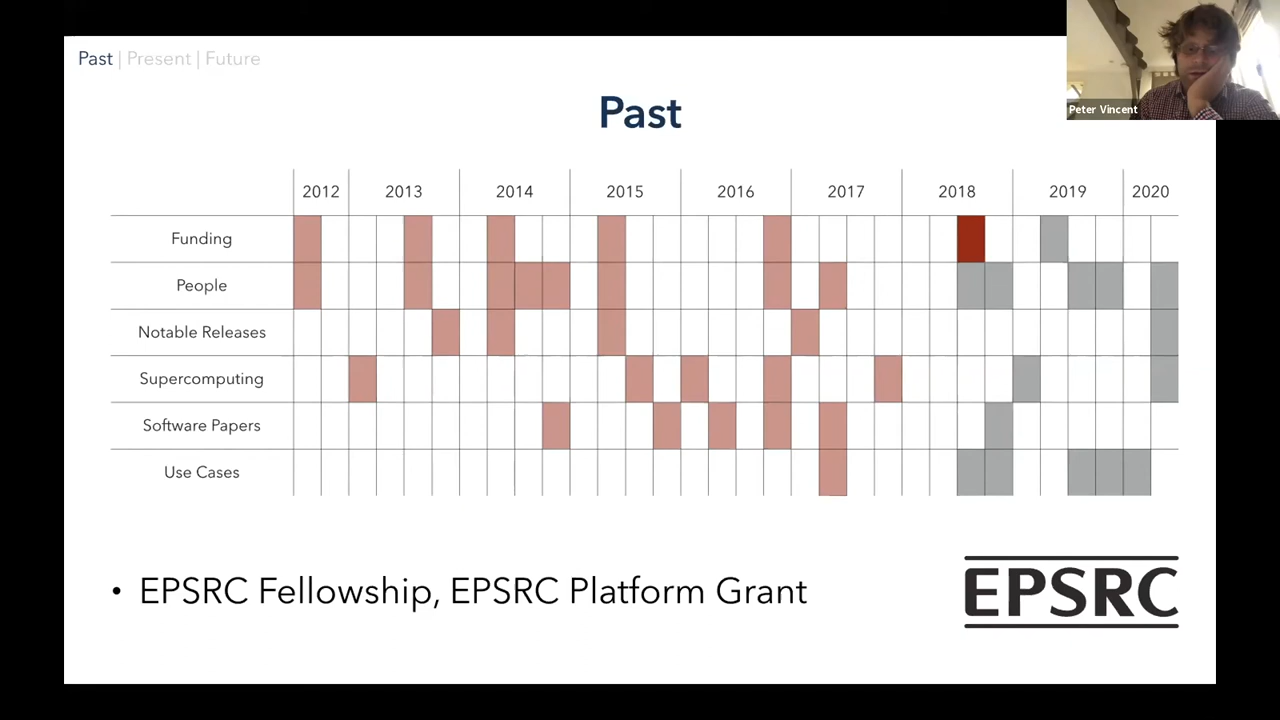 Past | Present | Future
Peter Vincent
Past
2012 2013 2014 2015 2016 2017 2018 2019 2020
Funding
People
Notable Releases
Supercomputing
Software Papers
Use Cases
• EPSRC Fellowship, EPSRC Platform Grant
EPSRC